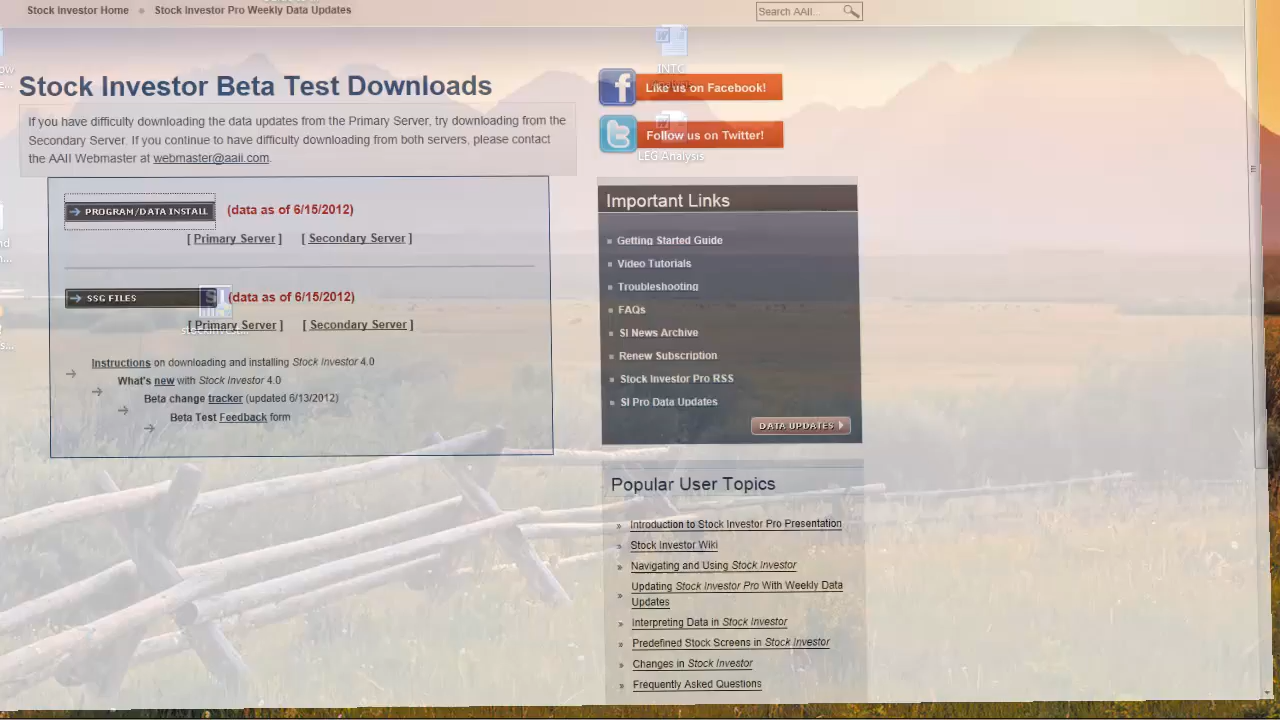 Stock Investor Home
Stock Investor Pro Weekly Data Updates
Search AAII...
Stock Investor Beta Test Downloads
If you have difficulty downloading the data updates from the Primary Server, try downloading from the
Secondary Server. If you continue to have difficulty downloading from both servers, please contact
the AAII Webmaster at webmaster@aaii.com.
PROGRAM/DATA INSTALL
(data as of 6/15/2012)
[ Primary Server ] [ Secondary Server ]
SSG FILES
(data as of 6/15/2012)
[ Primary Server ] [ Secondary Server ]
Instructions on downloading and installing Stock Investor 4.0
What's new with Stock Investor 4.0
Beta change tracker (updated 6/13/2012)
Beta Test Feedback form
INTC
Like us on Facebook!
Follow us on Twitter!
LEG Analysis
Important Links
Getting Started Guide
Video Tutorials
Troubleshooting
FAQs
SI News Archive
Renew Subscription
Stock Investor Pro RSS
SI Pro Data Updates
DATA UPDATES
Popular User Topics
Introduction to Stock Investor Pro Presentation
Stock Investor Wiki
Navigating and Using Stock Investor
Updating Stock Investor Pro With Weekly Data
Updates
Interpreting Data in Stock Investor
Predefined Stock Screens in Stock Investor
Changes in Stock Investor
Frequently Asked Questions